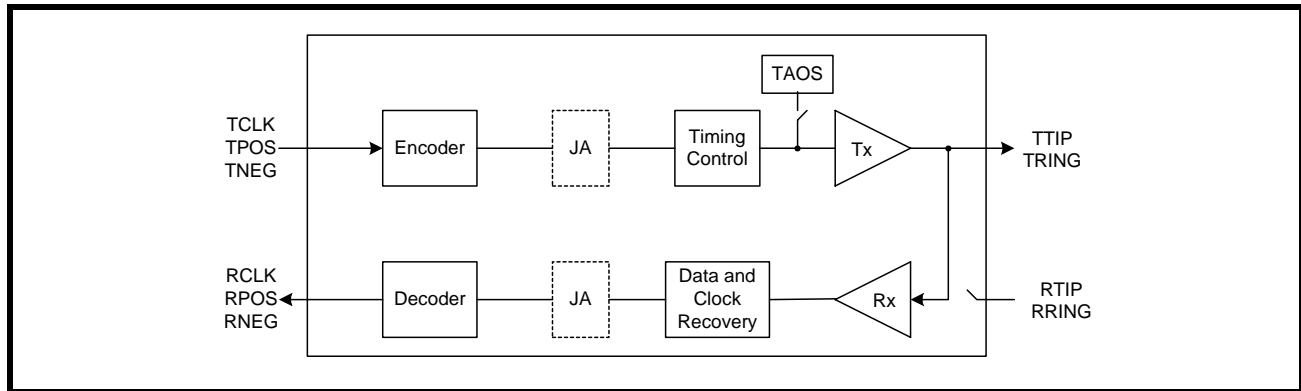 TAOS
TCLK
TPOS
TNEG
Encoder
JA
Timing
Control
Tx
TTIP
TRING
RCLK
RPOS
RNEG
Decoder
JA
Data and
Clock
Recovery
Rx
RTIP
RRING